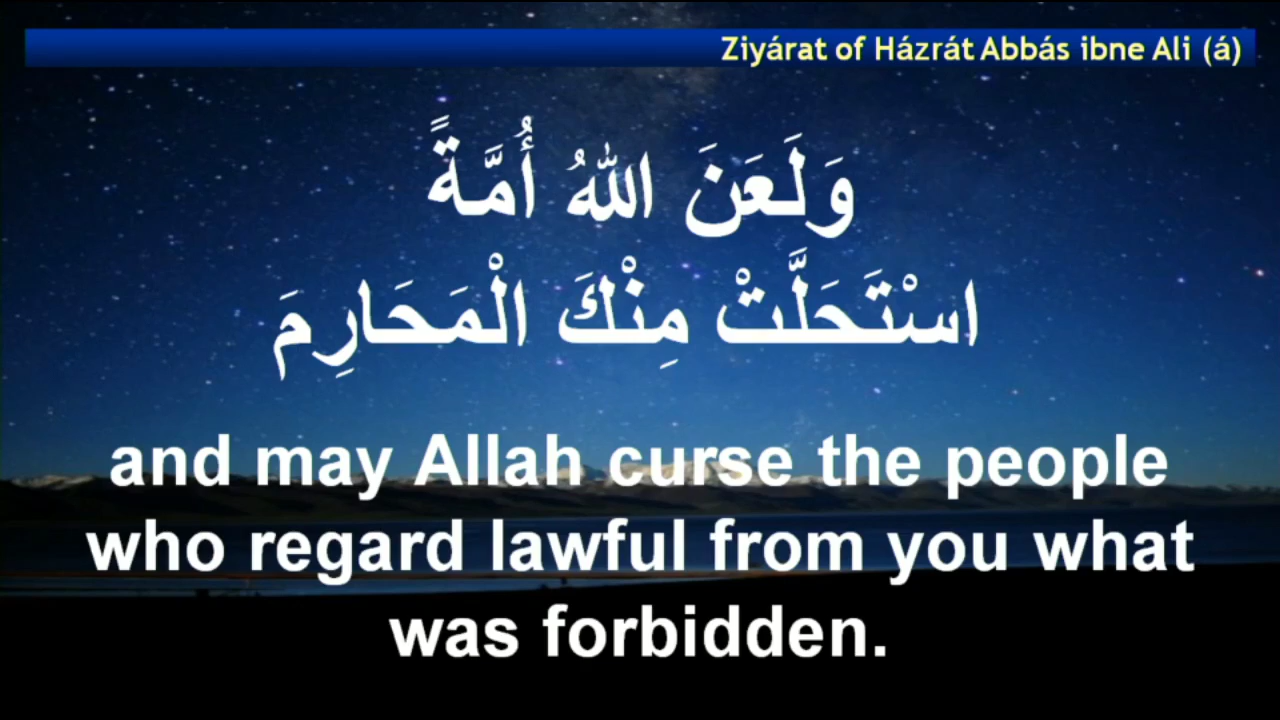 Ziyárat of Házrát Abbás ibne Ali (á)
وَلَعَنَ اللهُ أُمَّةً
اسْتَحَلَّتْ مِنْكَ الْمَحَارِمَ
and may Allah curse the people
who regard lawful from you what
was forbidden.